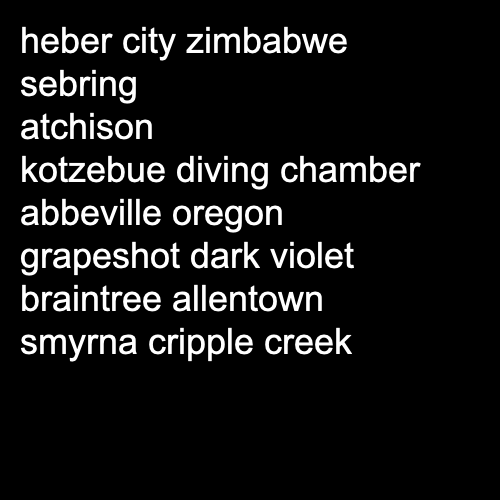 heber city zimbabwe
sebring
atchison
kotzebue diving chamber
abbeville oregon
grapeshot dark violet
braintree allentown
smyrna cripple creek